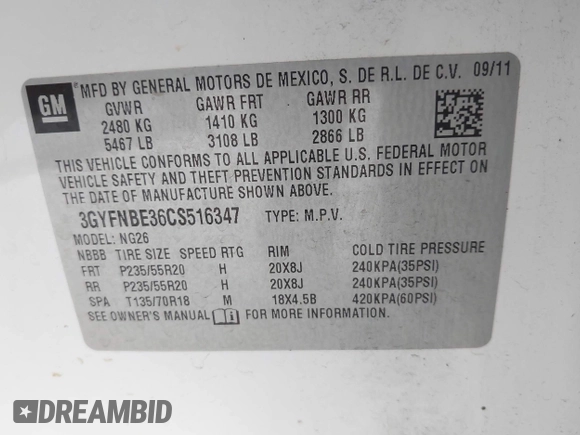 GM
MFD BY GENERAL MOTORS DE MEXICO, S. DE R.L. DE C.V. 09/11
GVWR GAWR FRT GAWR RR
2480 KG 1410 KG 1300 KG
5467 LB 3108 LB 2866 LB
THIS VEHICLE CONFORMS TO ALL APPLICABLE U.S. FEDERAL MOTOR
VEHICLE SAFETY AND THEFT PREVENTION STANDARDS IN EFFECT ON
THE DATE OF MANUFACTURE SHOWN ABOVE.
3GYFNBE36CS516347 TYPE: M.P.V.
MODEL: NG26
NBBB TIRE SIZE SPEED RTG RIM COLD TIRE PRESSURE
FRT P235/55R20 H 20X8J 240KPA(35PSI)
RR P235/55R20 H 20X8J 240KPA(35PSI)
SPA T135/70R18 M 18X4.5B 420KPA(60PSI)
SEE OWNER'S MANUAL FOR MORE INFORMATION.
DREAMBID